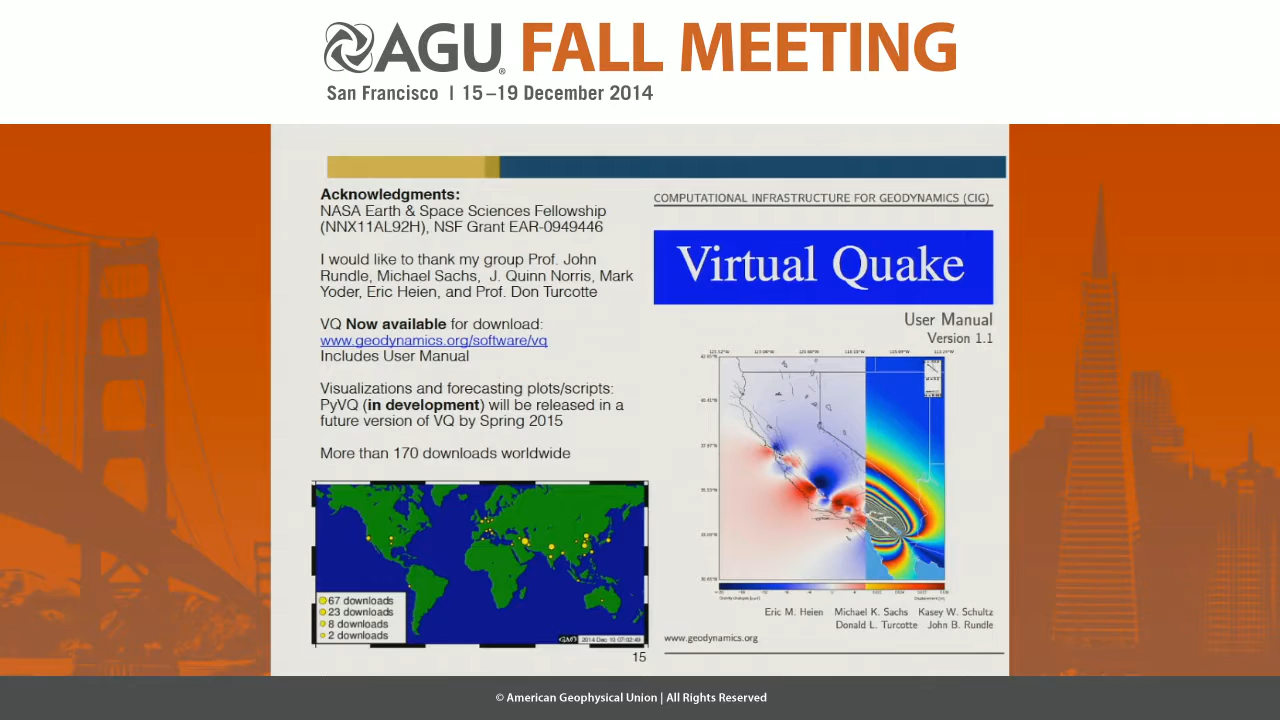 AGU FALL MEETING
San Francisco | 15–19 December 2014
Acknowledgments:
NASA Earth & Space Sciences Fellowship
(NNX11AL92H), NSF Grant EAR-0949446
I would like to thank my group Prof. John
Rundle, Michael Sachs, J. Quinn Norris, Mark
Yoder, Eric Heien, and Prof. Don Turcotte
VQ Now available for download:
www.geodynamics.org/software/vq
Includes User Manual
Visualizations and forecasting plots/scripts:
PyVQ (in development) will be released in a
future version of VQ by Spring 2015
More than 170 downloads worldwide
67 downloads
23 downloads
8 downloads
2 downloads
15
COMPUTATIONAL INFRASTRUCTURE FOR GEODYNAMICS (CIG)
Virtual Quake
User Manual
Version 1.1
Eric M. Heien Michael K. Sachs Kasey W. Schultz
Donald L. Turcotte John B. Rundle
www.geodynamics.org
© American Geophysical Union | All Rights Reserved